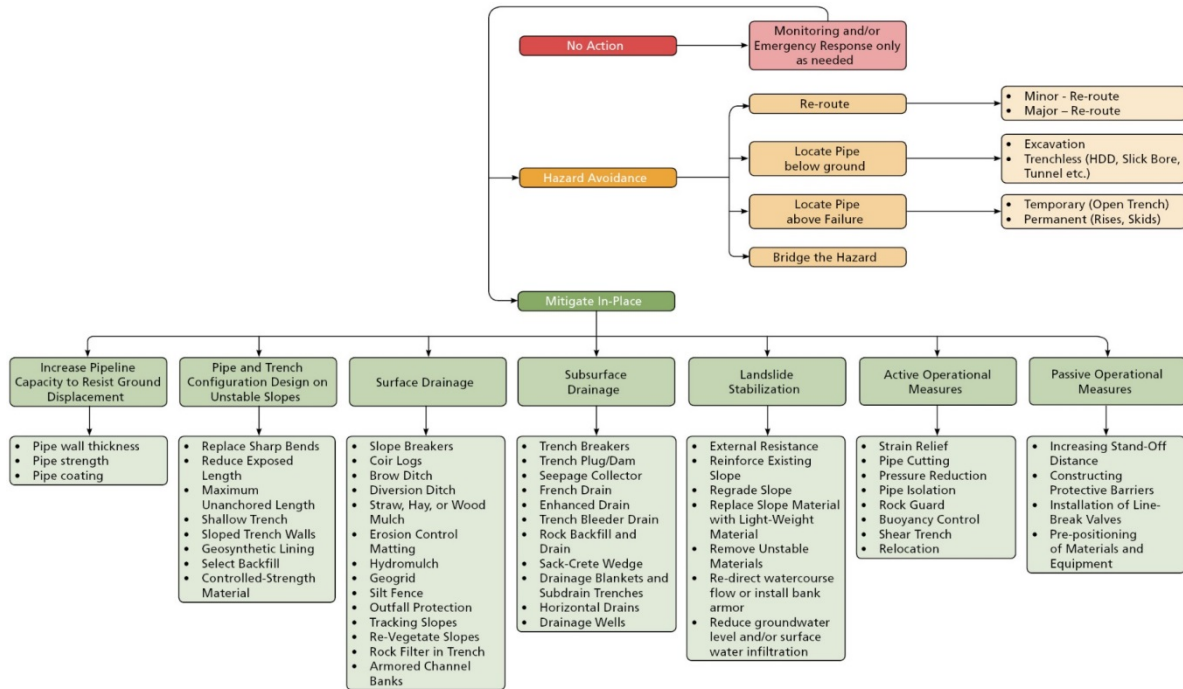 No Action
Monitoring and/or
Emergency Response only
as needed
Hazard Avoidance
Re-route
• Minor - Re-route
• Major – Re-route
Locate Pipe
below ground
• Excavation
• Trenchless (HDD, Slick Bore,
Tunnel etc.)
Locate Pipe
above Failure
• Temporary (Open Trench)
• Permanent (Rises, Skids)
Bridge the Hazard
Mitigate In-Place
Increase Pipeline
Capacity to Resist Ground
Displacement
• Pipe wall thickness
• Pipe strength
• Pipe coating
Pipe and Trench
Configuration Design on
Unstable Slopes
• Replace Sharp Bends
• Reduce Exposed
Length
• Maximum
Unanchored Length
• Shallow Trench
• Sloped Trench Walls
• Geosynthetic Lining
• Select Backfill
• Controlled-Strength
Material
Surface Drainage
• Slope Breakers
• Coir Logs
• Brow Ditch
• Diversion Ditch
• Straw, Hay, or Wood
Mulch
• Erosion Control
Matting
• Hydromulch
• Geogrid
• Silt Fence
• Outfall Protection
• Tracking Slopes
• Re-Vegetate Slopes
• Rock Filter in Trench
• Armored Channel
Banks
Subsurface
Drainage
• Trench Breakers
• Trench Plug/Dam
• Seepage Collector
• French Drain
• Enhanced Drain
• Trench Bleeder Drain
• Rock Backfill and
Drain
• Sack-Crete Wedge
• Drainage Blankets and
Subdrain Trenches
• Horizontal Drains
• Drainage Wells
Landslide
Stabilization
• External Resistance
• Reinforce Existing
Slope
• Regrade Slope
• Replace Slope Material
with Light-Weight
Material
• Remove Unstable
Materials
• Re-direct watercourse
flow or install bank
armor
• Reduce groundwater
level and/or surface
water infiltration
Active Operational
Measures
• Strain Relief
• Pipe Cutting
• Pressure Reduction
• Pipe Isolation
• Rock Guard
• Buoyancy Control
• Shear Trench
• Relocation
Passive Operational
Measures
• Increasing Stand-Off
Distance
• Constructing
Protective Barriers
• Installation of Line-
Break Valves
• Pre-positioning
of Materials and
Equipment